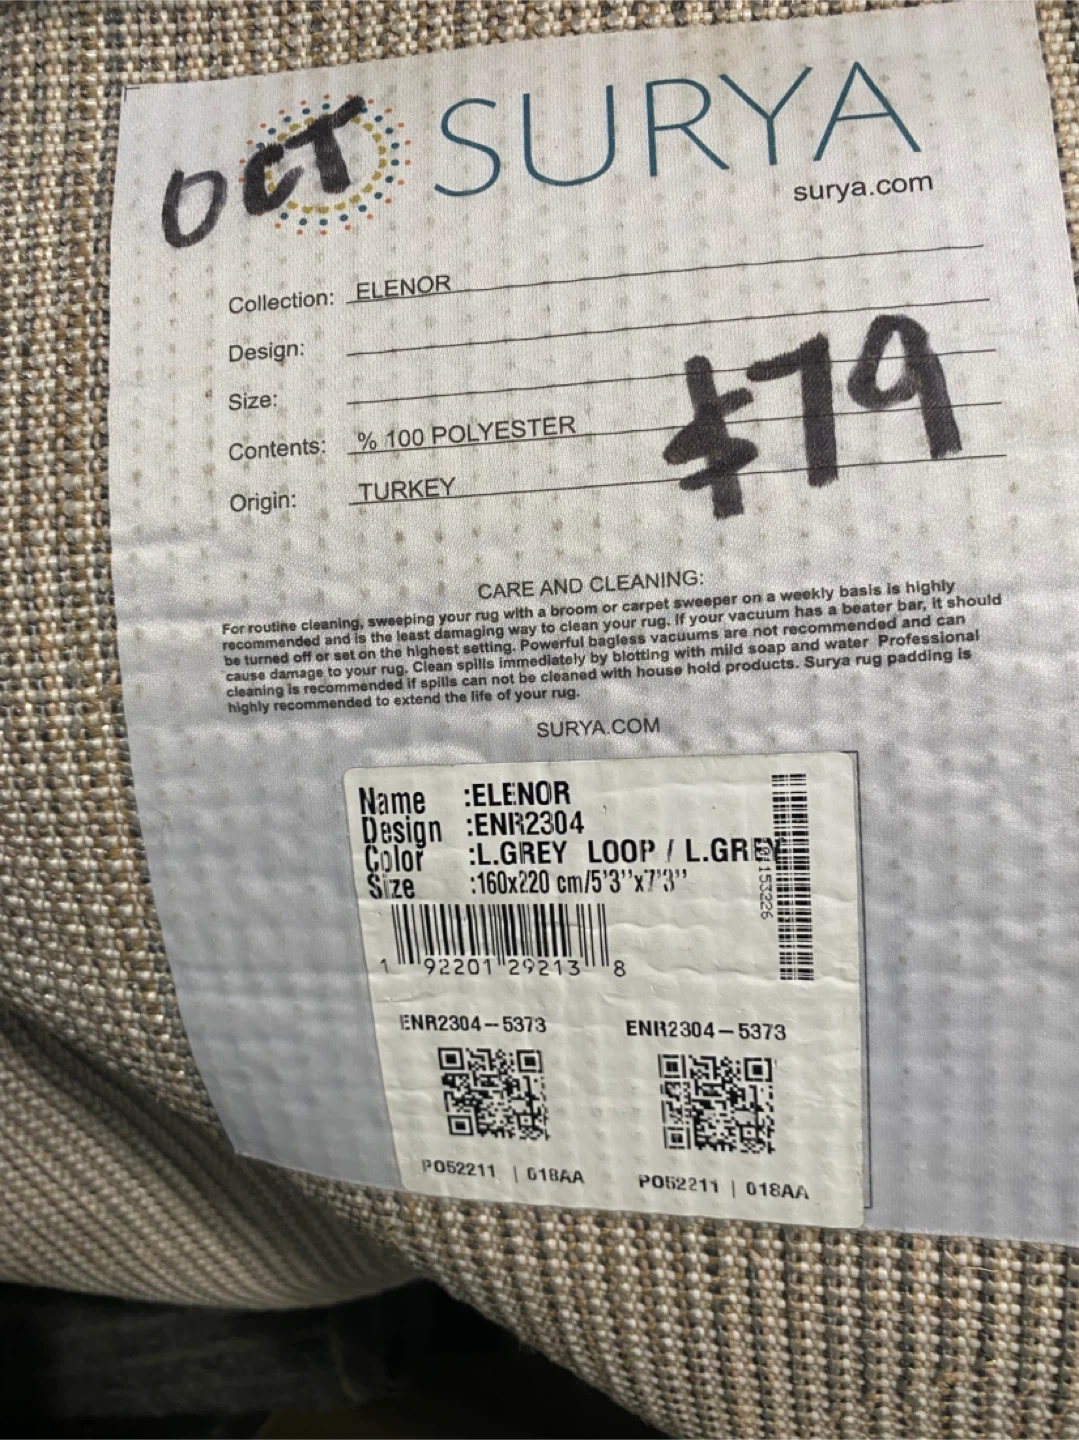 OCT
SURYA
surya.com
Collection: ELENOR
Design:
Size:
Contents: % 100 POLYESTER
Origin: TURKEY
$79
CARE AND CLEANING:
For routine cleaning, sweeping your rug with a broom or carpet sweeper on a weekly basis is highly
recommended and is the least damaging way to clean your rug. If your vacuum has a beater bar, it should
be turned off or set on the highest setting. Powerful bagless vacuums are not recommended and can
cause damage to your rug. Clean spills immediately by blotting with mild soap and water Professional
cleaning is recommended if spills can not be cleaned with house hold products. Surya rug padding is
highly recommended to extend the life of your rug.
SURYA.COM
Name :ELENOR
Design :ENR2304
Color :L.GREY LOOP / L.GREY
Size :160x220 cm/5'3''x7'3''
1 92201 29213 8
ENR2304-5373 ENR2304-5373
PO52211 | 018AA PO52211 | 018AA